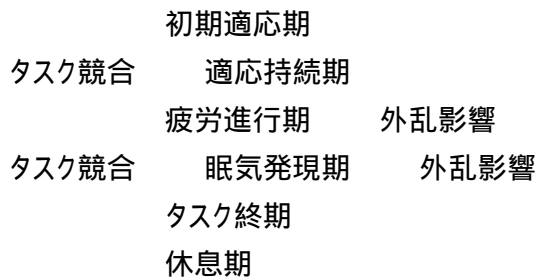 初期適応期
タスク競合 適応持続期
疲労進行期 外乱影響
タスク競合 眠気発現期 外乱影響
タスク終期
休息期